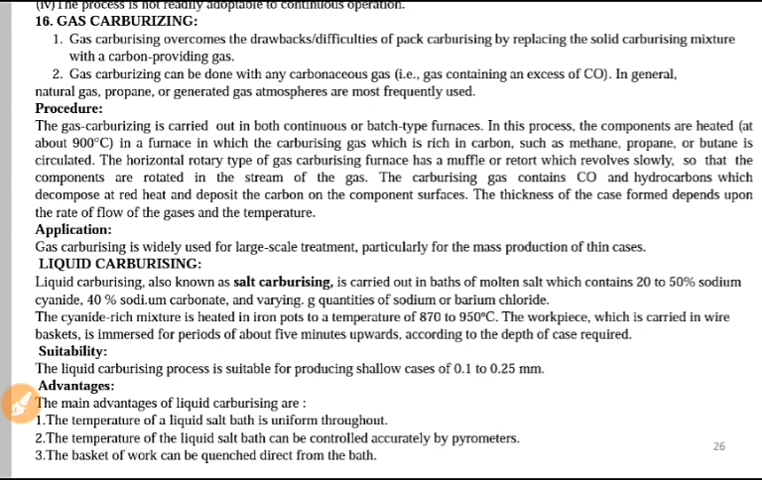 (iv) The process is not readily adoptable to continuous operation.
16. GAS CARBURIZING:
1. Gas carburising overcomes the drawbacks/difficulties of pack carburising by replacing the solid carburising mixture
with a carbon-providing gas.
2. Gas carburizing can be done with any carbonaceous gas (i.e., gas containing an excess of CO). In general,
natural gas, propane, or generated gas atmospheres are most frequently used.
Procedure:
The gas-carburizing is carried out in both continuous or batch-type furnaces. In this process, the components are heated (at
about 900°C) in a furnace in which the carburising gas which is rich in carbon, such as methane, propane, or butane is
circulated. The horizontal rotary type of gas carburising furnace has a muffle or retort which revolves slowly, so that the
components are rotated in the stream of the gas. The carburising gas contains CO and hydrocarbons which
decompose at red heat and deposit the carbon on the component surfaces. The thickness of the case formed depends upon
the rate of flow of the gases and the temperature.
Application:
Gas carburising is widely used for large-scale treatment, particularly for the mass production of thin cases.
LIQUID CARBURISING:
Liquid carburising, also known as salt carburising, is carried out in baths of molten salt which contains 20 to 50% sodium
cyanide, 40 % sodi.um carbonate, and varying. g quantities of sodium or barium chloride.
The cyanide-rich mixture is heated in iron pots to a temperature of 870 to 950°C. The workpiece, which is carried in wire
baskets, is immersed for periods of about five minutes upwards, according to the depth of case required.
Suitability:
The liquid carburising process is suitable for producing shallow cases of 0.1 to 0.25 mm.
Advantages:
The main advantages of liquid carburising are :
1.The temperature of a liquid salt bath is uniform throughout.
2.The temperature of the liquid salt bath can be controlled accurately by pyrometers.
3.The basket of work can be quenched direct from the bath.
26